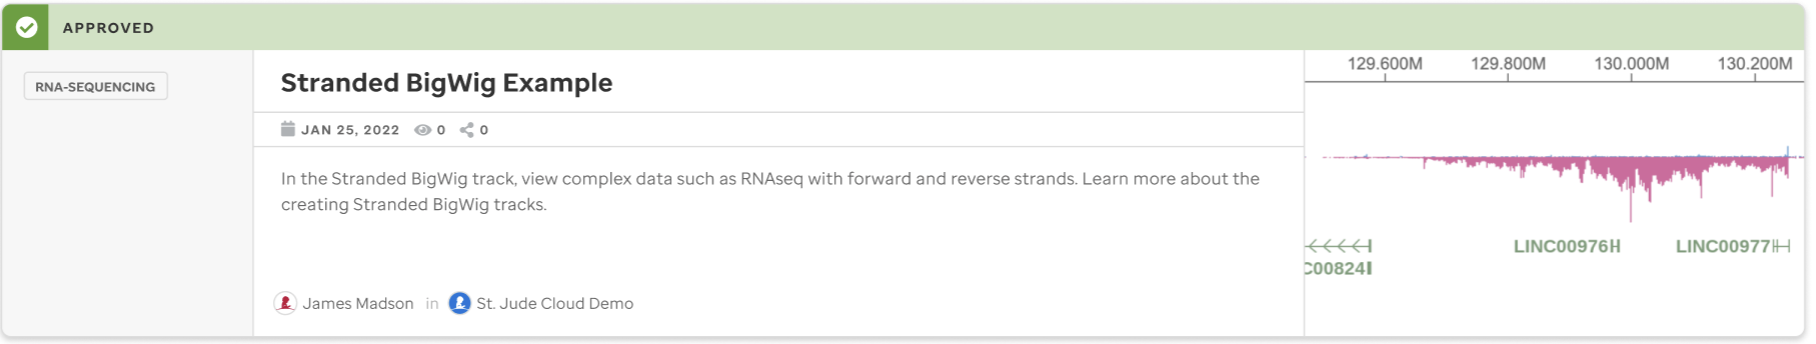 APPROVED
RNA-SEQUENCING
Stranded BigWig Example
JAN 25, 2022 0 0
In the Stranded BigWig track, view complex data such as RNAseq with forward and reverse strands. Learn more about the
creating Stranded BigWig tracks.
James Madson in St. Jude Cloud Demo
129.600M 129.800M 130.000M 130.200M
LINC00976 LINC00977
C00824